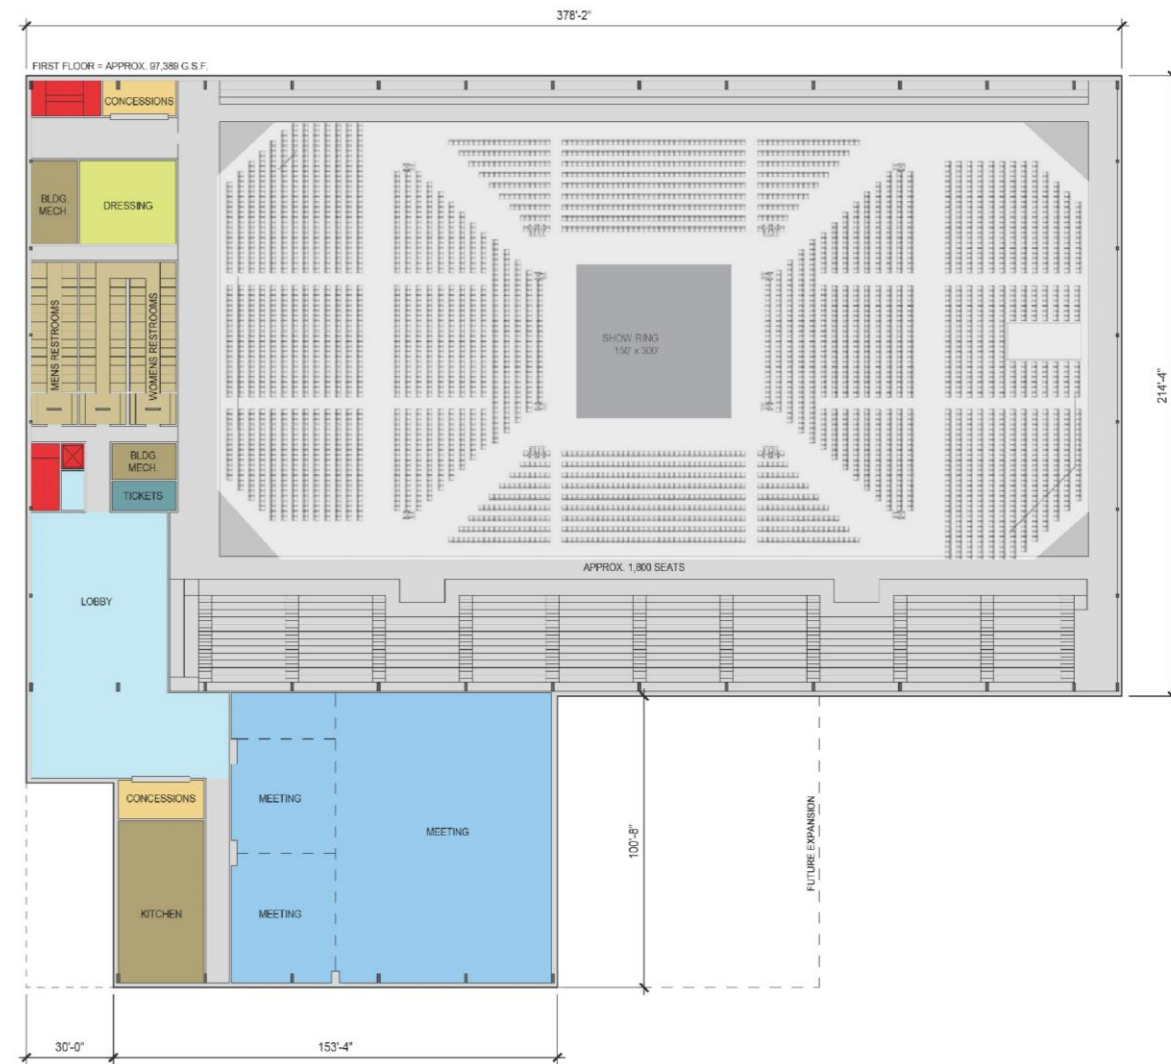 378'-2"
FIRST FLOOR = APPROX. 97,389 G.S.F.
CONCESSIONS
BLDG.
MECH.
DRESSING
MENS RESTROOMS
WOMENS RESTROOMS
SHOW RING
150' x 300'
214'-4"
BLDG.
MECH.
TICKETS
APPROX. 1,800 SEATS
LOBBY
CONCESSIONS
MEETING
MEETING
100'-8"
FUTURE EXPANSION
KITCHEN
MEETING
30'-0"
153'-4"